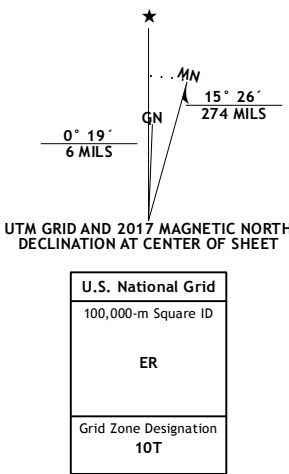 MN
GN
15° 26´
274 MILS
0° 19´
6 MILS
UTM GRID AND 2017 MAGNETIC NORTH
DECLINATION AT CENTER OF SHEET
U.S. National Grid
100,000-m Square ID
ER
Grid Zone Designation
10T